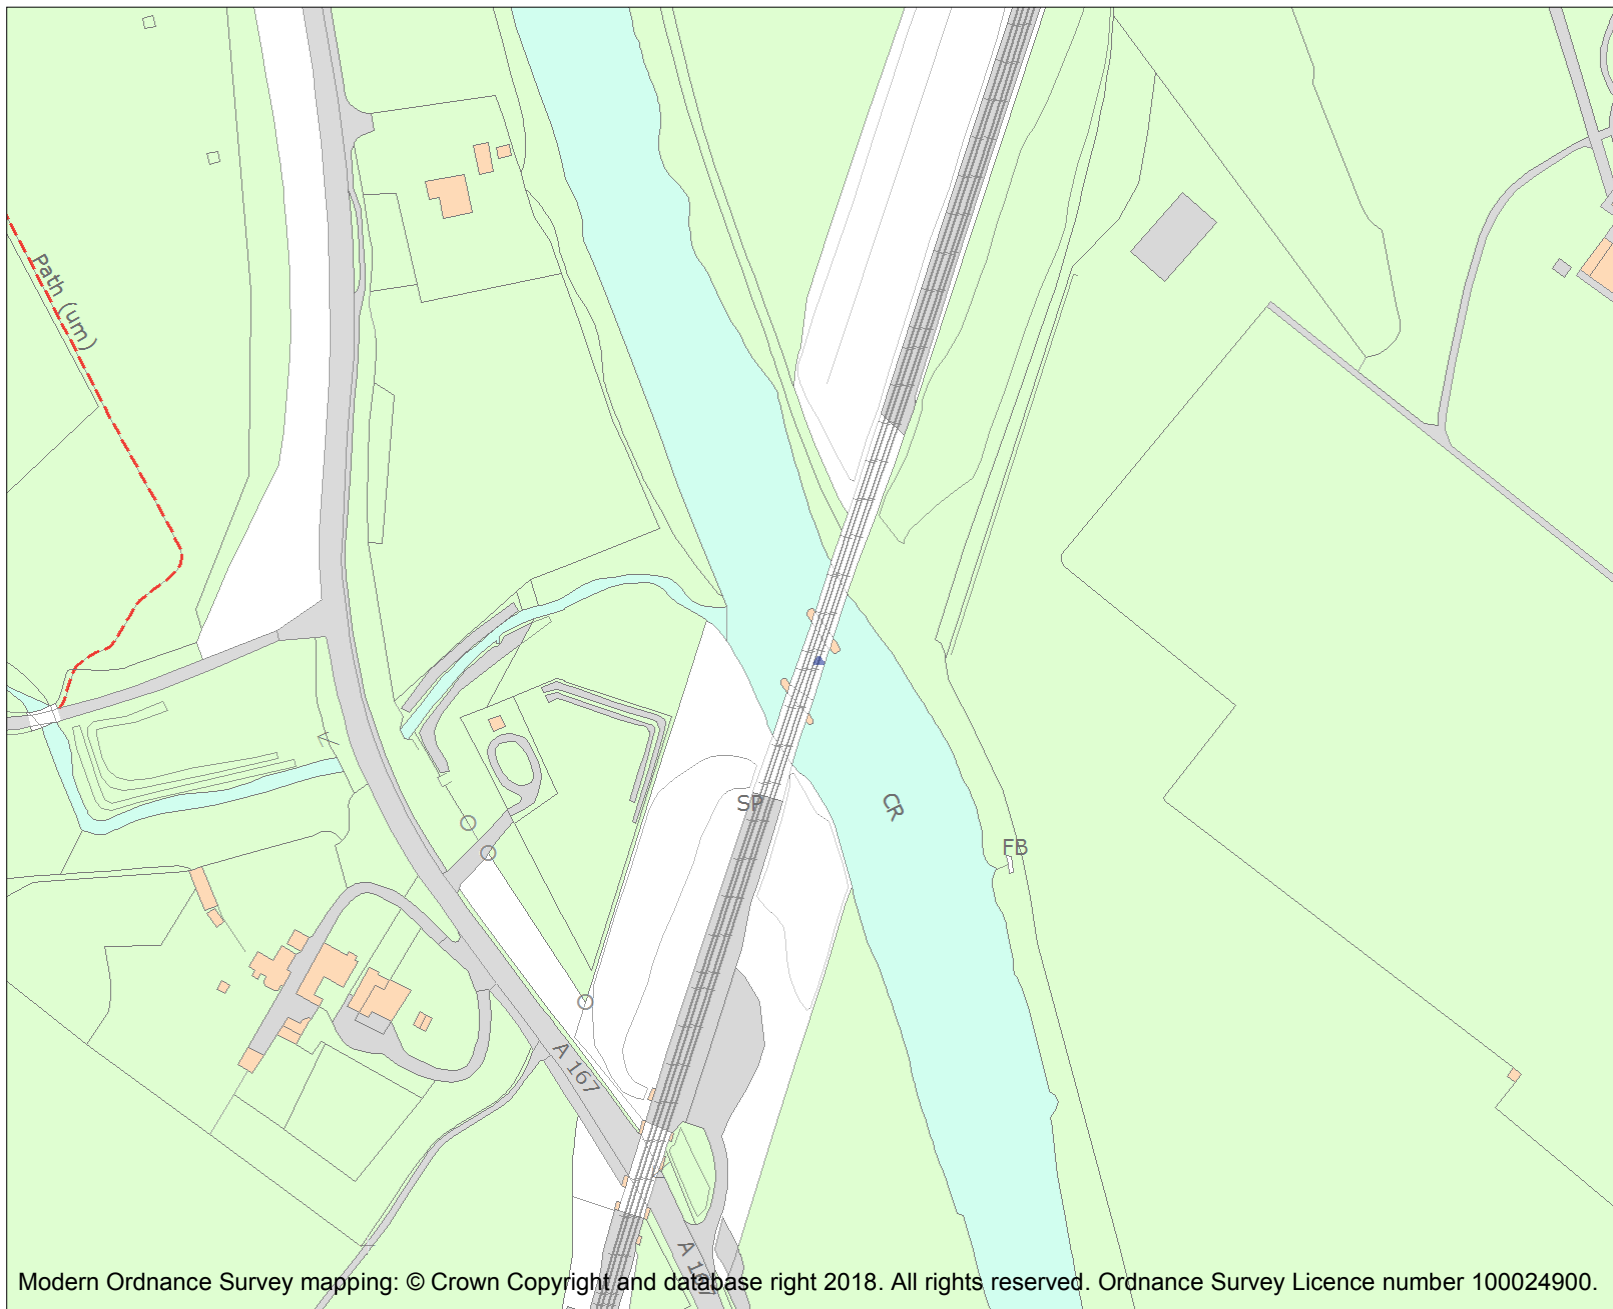 Path (um)
SP
CR
FB
A 167
A 167
Modern Ordnance Survey mapping: © Crown Copyright and database right 2018. All rights reserved. Ordnance Survey Licence number 100024900.